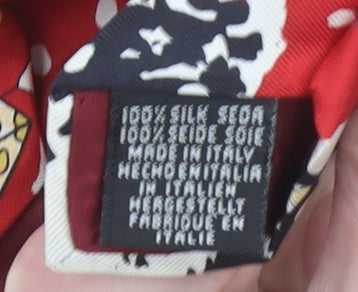 100% SILK SEDA
100% SEIDE SOIE
MADE IN ITALY
HECHO EN ITALIA
IN ITALIEN
HERGESTELLT
FABRIQUE EN
ITALIE